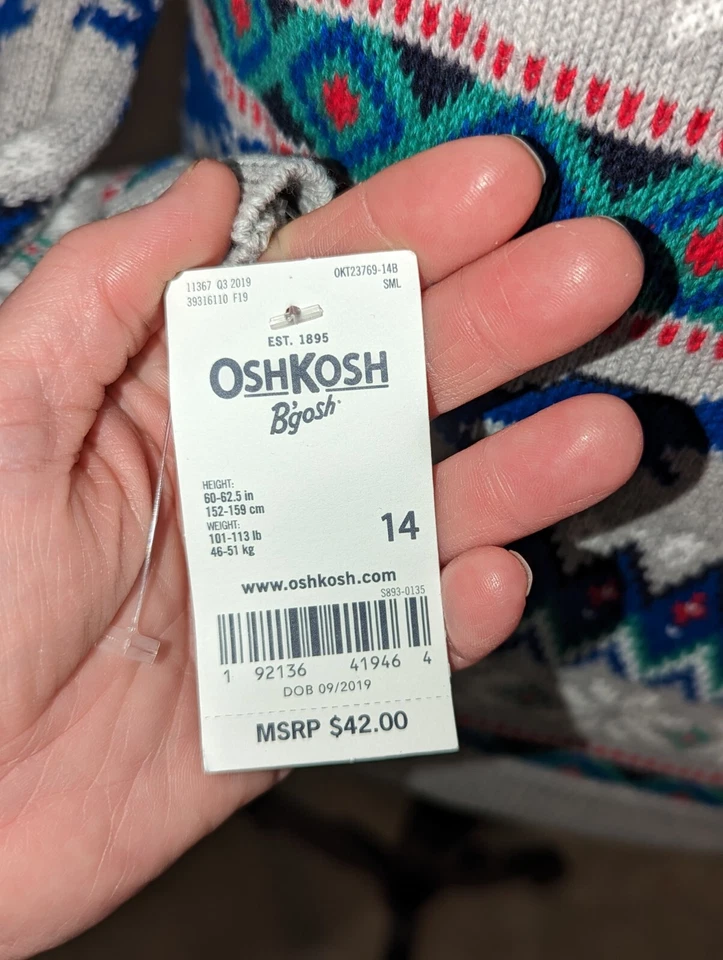 11367 Q3 2019
39316110 F19
OKT23769-14B
SML
EST. 1895
OSHKOSH
B'gosh
HEIGHT:
60-62.5 in
152-159 cm
WEIGHT:
101-113 lb
46-51 kg
14
www.oshkosh.com
S893-0135
1 92136 41946 4
DOB 09/2019
MSRP $42.00